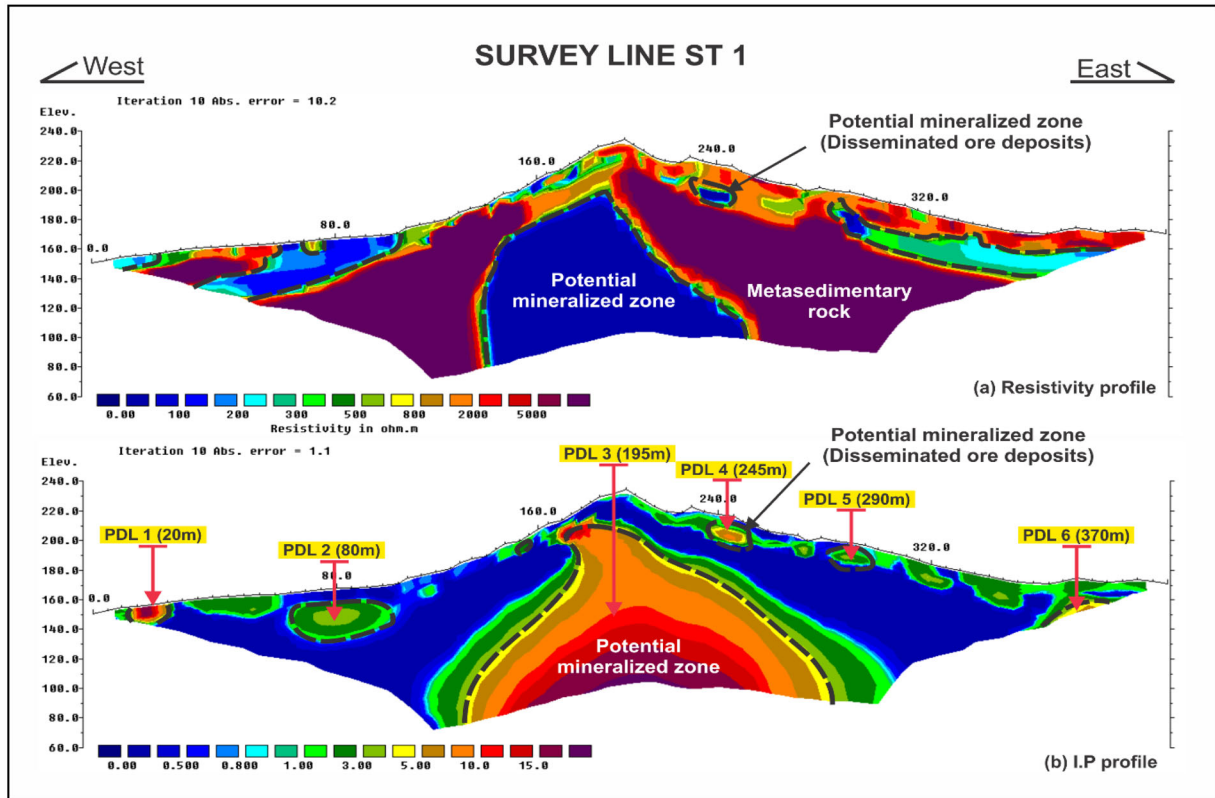 SURVEY LINE ST 1
West
East
Iteration 10 Abs. error = 10.2
Elev.
240.0
220.0
200.0
180.0
160.0
140.0
120.0
100.0
80.0
60.0
0.0
80.0
160.0
240.0
320.0
Potential mineralized zone
(Disseminated ore deposits)
Potential
mineralized zone
Metasedimentary
rock
(a) Resistivity profile
0.00 100 200 300 500 800 2000 5000
Resistivity in ohm.m
Iteration 10 Abs. error = 1.1
Elev.
240.0
220.0
200.0
180.0
160.0
140.0
120.0
100.0
80.0
60.0
0.0
80.0
160.0
240.0
320.0
PDL 1 (20m)
PDL 2 (80m)
PDL 3 (195m)
PDL 4 (245m)
PDL 5 (290m)
PDL 6 (370m)
Potential mineralized zone
(Disseminated ore deposits)
Potential
mineralized zone
0.00 0.500 0.800 1.00 3.00 5.00 10.0 15.0
(b) I.P profile